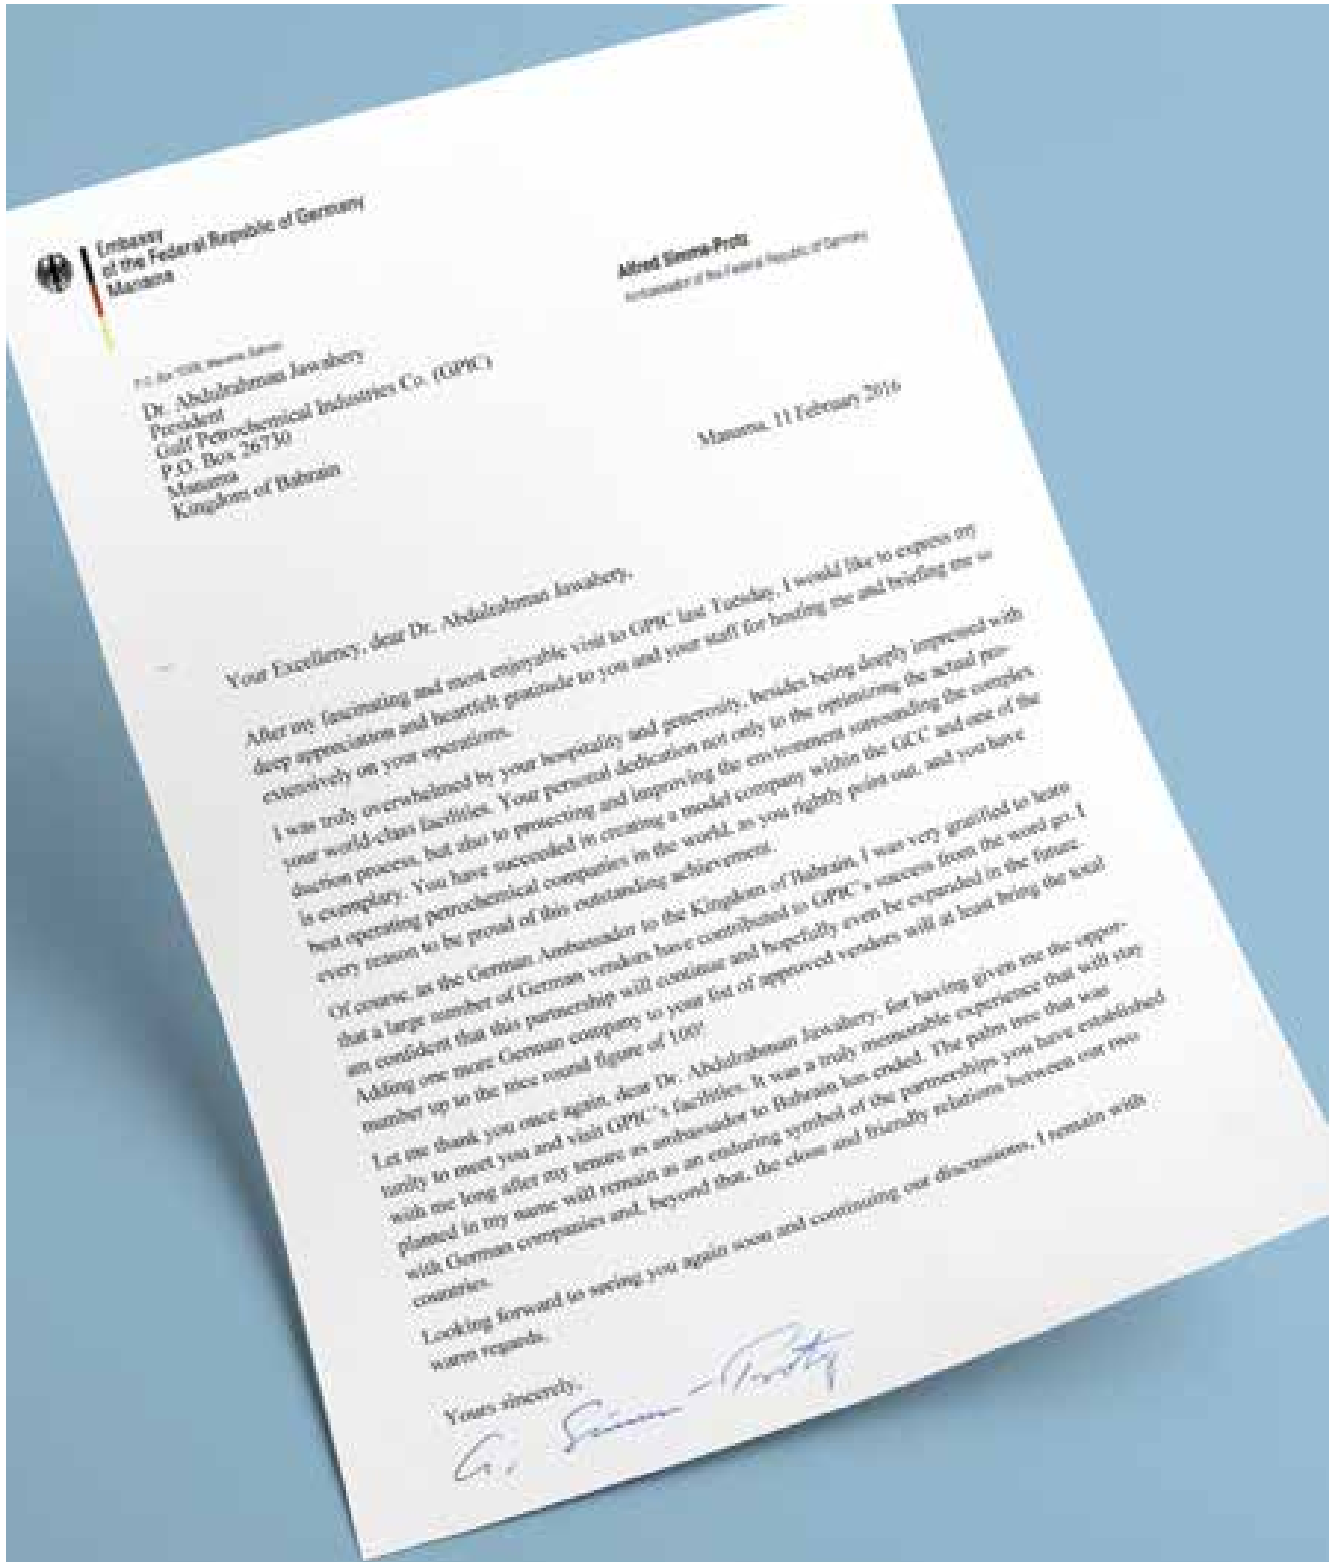 Embassy
of the Federal Republic of Germany
Manama
Alfred Simms-Protz
Ambassador of the Federal Republic of Germany
Manama, Bahrain
Dr. Abdulrahman Jawahery
President
Gulf Petrochemical Industries Co. (GPIC)
P.O. Box 26730
Manama
Kingdom of Bahrain
Manama, 11 February 2016
Your Excellency, dear Dr. Abdulrahman Jawahery,
After my fascinating and most enjoyable visit to GPIC last Tuesday, I would like to express my
deep appreciation and heartfelt gratitude to you and your staff for hosting me and briefing me so
extensively on your operations.
I was truly overwhelmed by your hospitality and generosity, besides being deeply impressed with
your world-class facilities. Your personal dedication not only to the optimizing the actual pro-
duction process, but also to protecting and improving the environment surrounding the complex
is exemplary. You have succeeded in creating a model company within the GCC and one of the
best operating petrochemical companies in the world, as you rightly point out, and you have
every reason to be proud of this outstanding achievement.
Of course, as the German Ambassador to the Kingdom of Bahrain, I was very gratified to learn
that a large number of German vendors have contributed to GPIC's success from the word go. I
am confident that this partnership will continue and hopefully even be expanded in the future.
Adding one more German company to your list of approved vendors will at least bring the total
number up to the nice round figure of 100!
Let me thank you once again, dear Dr. Abdulrahman Jawahery, for having given me the oppor-
tunity to meet you and visit GPIC's facilities. It was a truly memorable experience that will stay
with me long after my tenure as ambassador to Bahrain has ended. The palm tree that was
planted in my name will remain as an enduring symbol of the partnerships you have established
with German companies and, beyond that, the close and friendly relations between our two
countries.
Looking forward to seeing you again soon and continuing our discussions, I remain with
warm regards.
Yours sincerely,